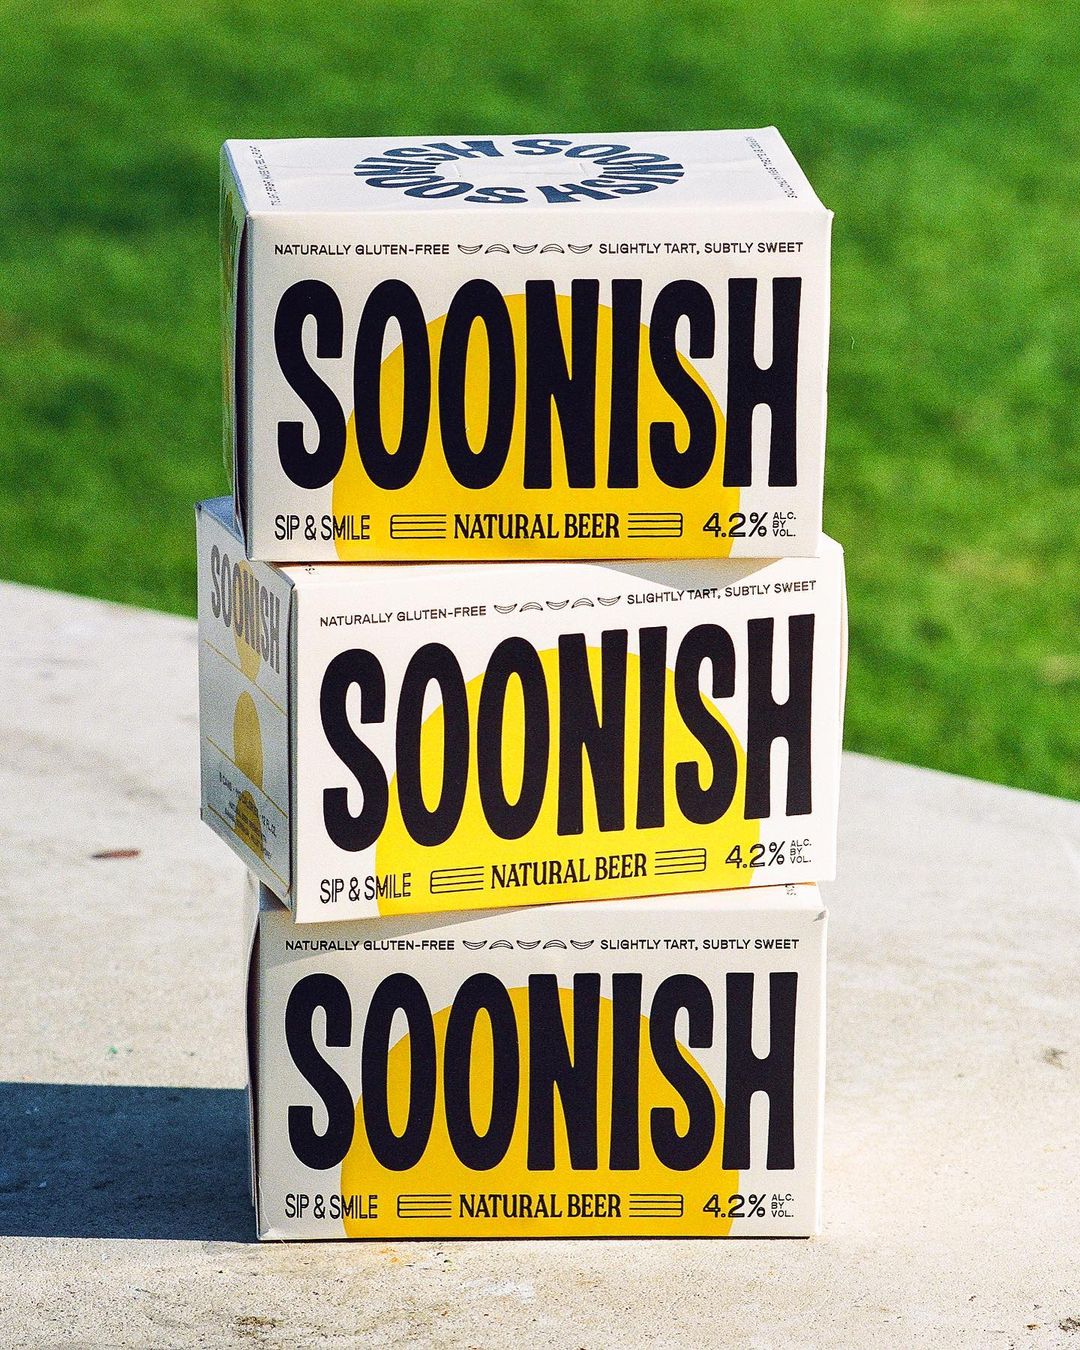 SOONISH SOONISH SOONISH
NATURALLY GLUTEN-FREE SLIGHTLY TART, SUBTLY SWEET
SOONISH
SIP & SMILE NATURAL BEER 4.2% ALC.
BY
VOL.
SOONISH
NATURALLY GLUTEN-FREE SLIGHTLY TART, SUBTLY SWEET
SOONISH
SIP & SMILE NATURAL BEER 4.2% ALC.
BY
VOL.
NATURALLY GLUTEN-FREE SLIGHTLY TART, SUBTLY SWEET
SOONISH
SIP & SMILE NATURAL BEER 4.2% ALC.
BY
VOL.